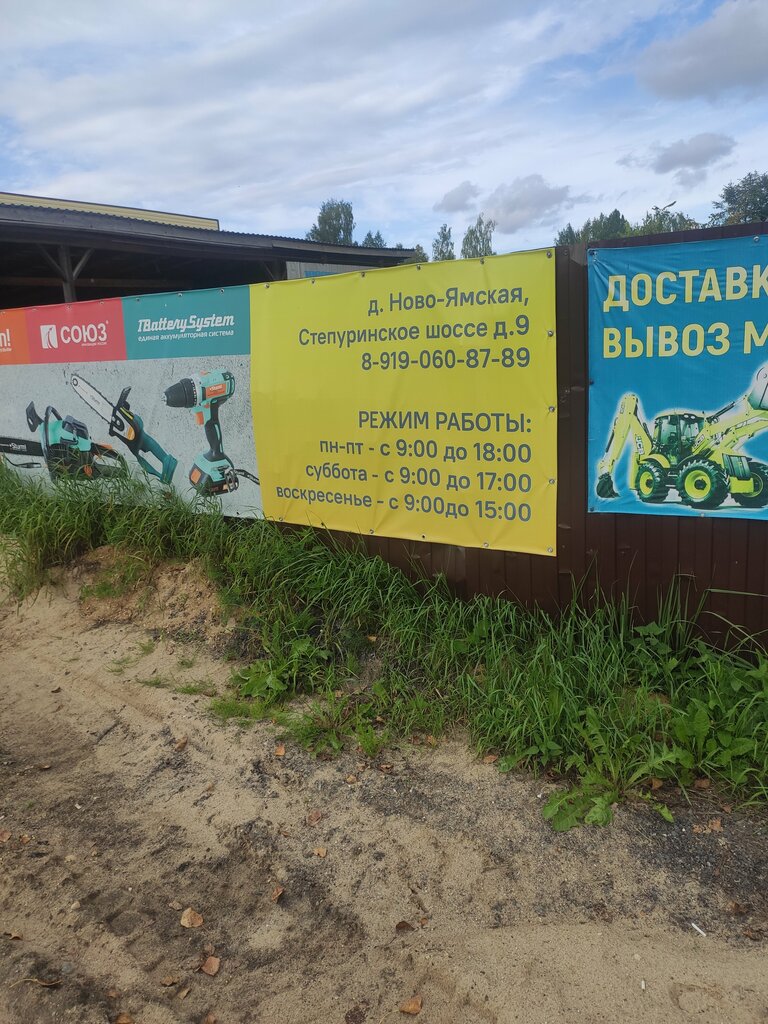 СОЮЗ
1BatterySystem
единая аккумуляторная система
д. Ново-Ямская,
Степуринское шоссе д.9
8-919-060-87-89
РЕЖИМ РАБОТЫ:
пн-пт - с 9:00 до 18:00
суббота - с 9:00 до 17:00
воскресенье - с 9:00до 15:00
ДОСТАВК
ВЫВОЗ М